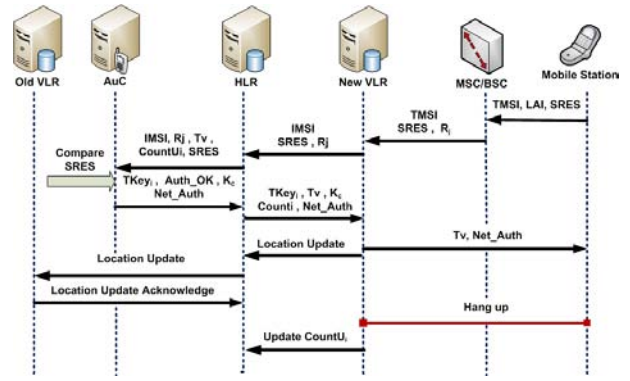 Old VLR
AuC
HLR
New VLR
MSC/BSC
Mobile Station
TMSI, LAI, SRES
TMSI
SRES , Rj
IMSI
SRES , Rj
IMSI, Rj , Tv ,
CountUi, SRES
Compare
SRES
TKeyi , Auth_OK , Kc
Net_Auth
TKeyi , Tv , Kc
Counti , Net_Auth
Tv, Net_Auth
Location Update
Location Update
Location Update Acknowledge
Hang up
Update CountUi